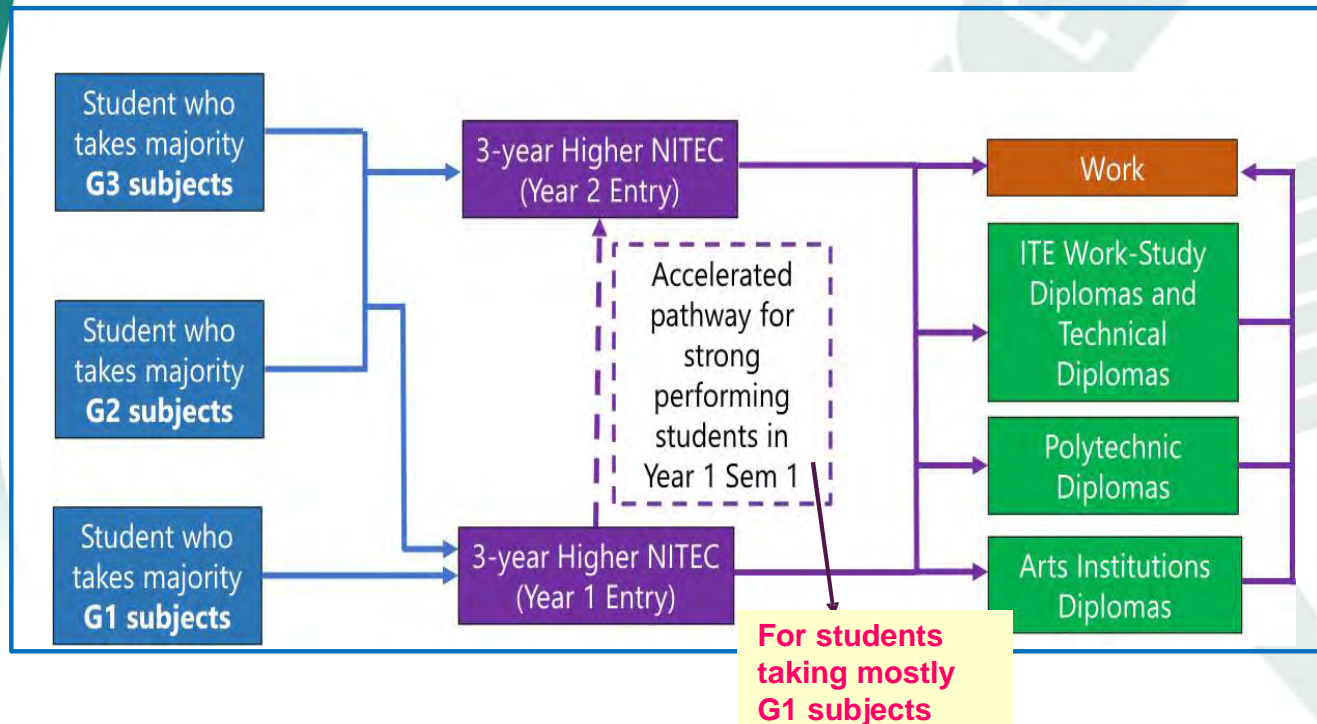 Student who
takes majority
G3 subjects
Student who
takes majority
G2 subjects
Student who
takes majority
G1 subjects
3-year Higher NITEC
(Year 2 Entry)
Accelerated
pathway for
strong
performing
students in
Year 1 Sem 1
3-year Higher NITEC
(Year 1 Entry)
For students
taking mostly
G1 subjects
Work
ITE Work-Study
Diplomas and
Technical
Diplomas
Polytechnic
Diplomas
Arts Institutions
Diplomas